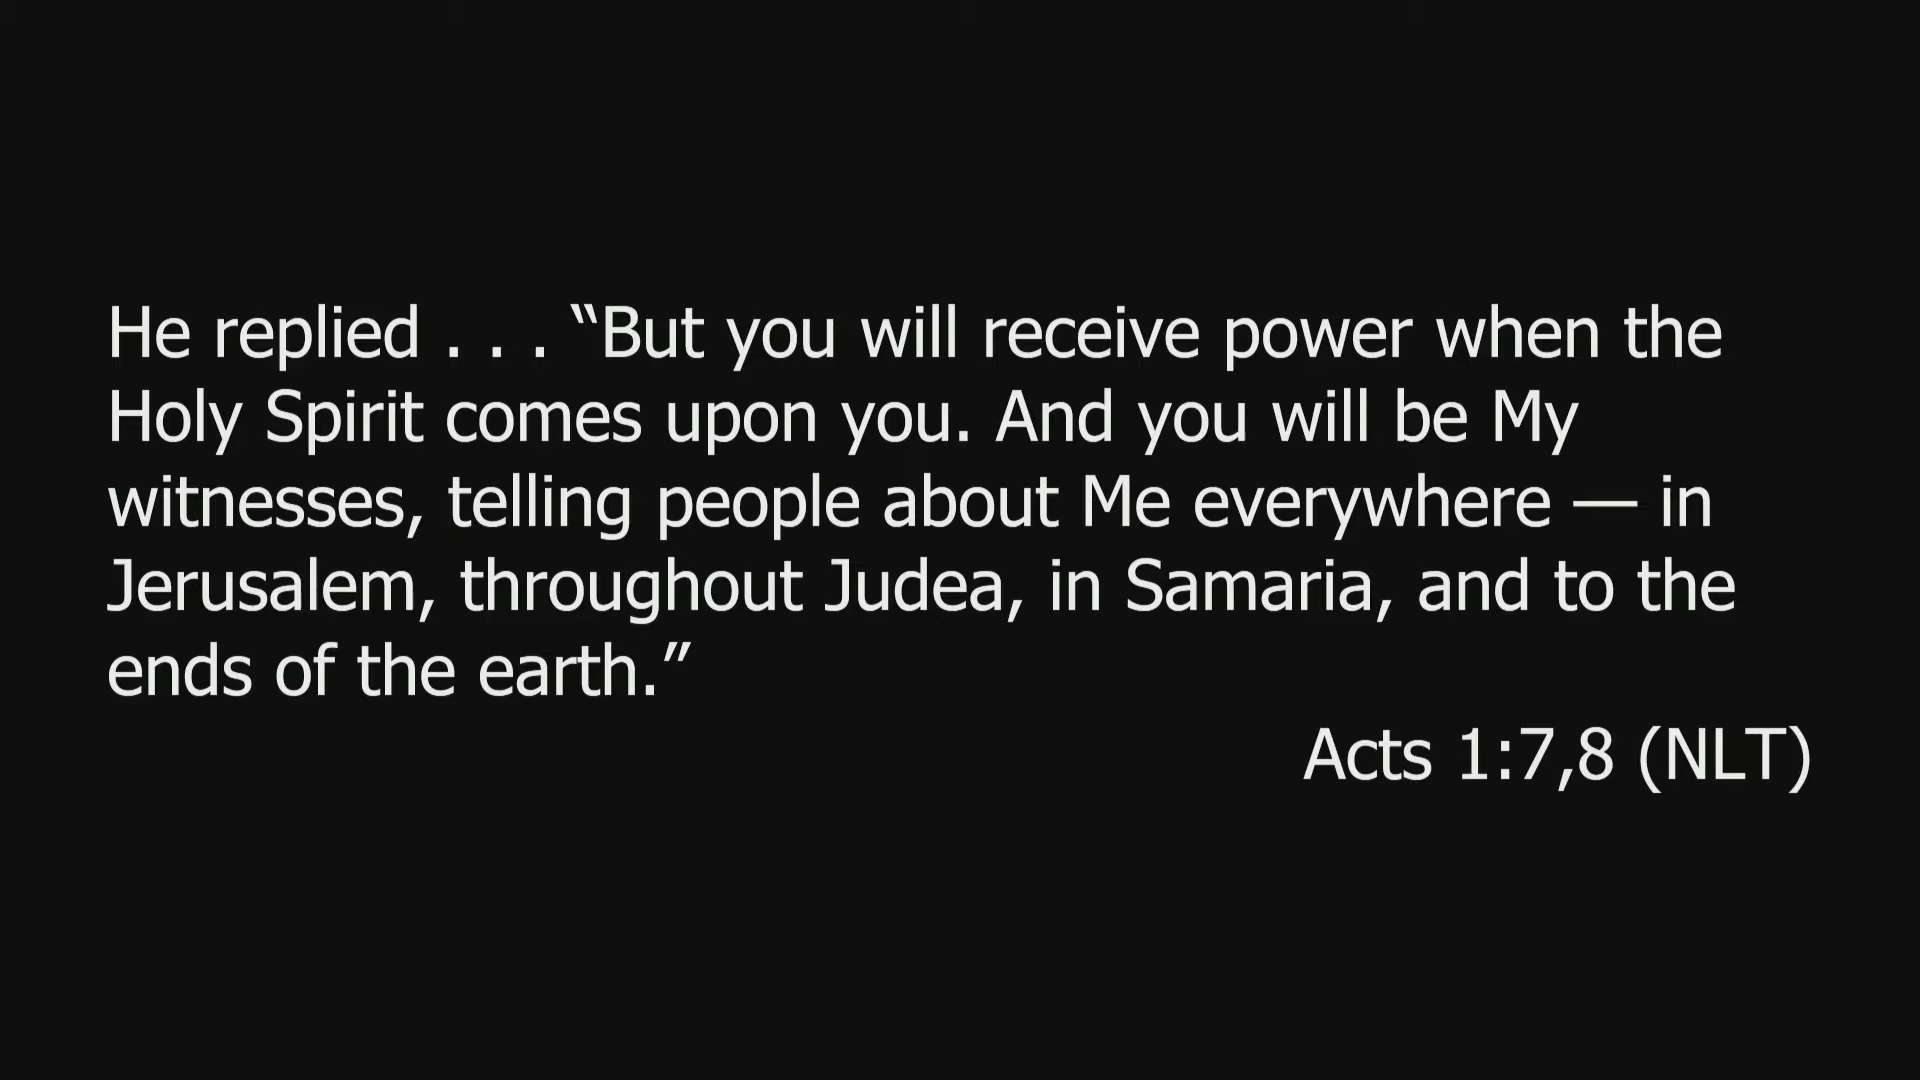 He replied . . . “But you will receive power when the
Holy Spirit comes upon you. And you will be My
witnesses, telling people about Me everywhere — in
Jerusalem, throughout Judea, in Samaria, and to the
ends of the earth.”
Acts 1:7,8 (NLT)